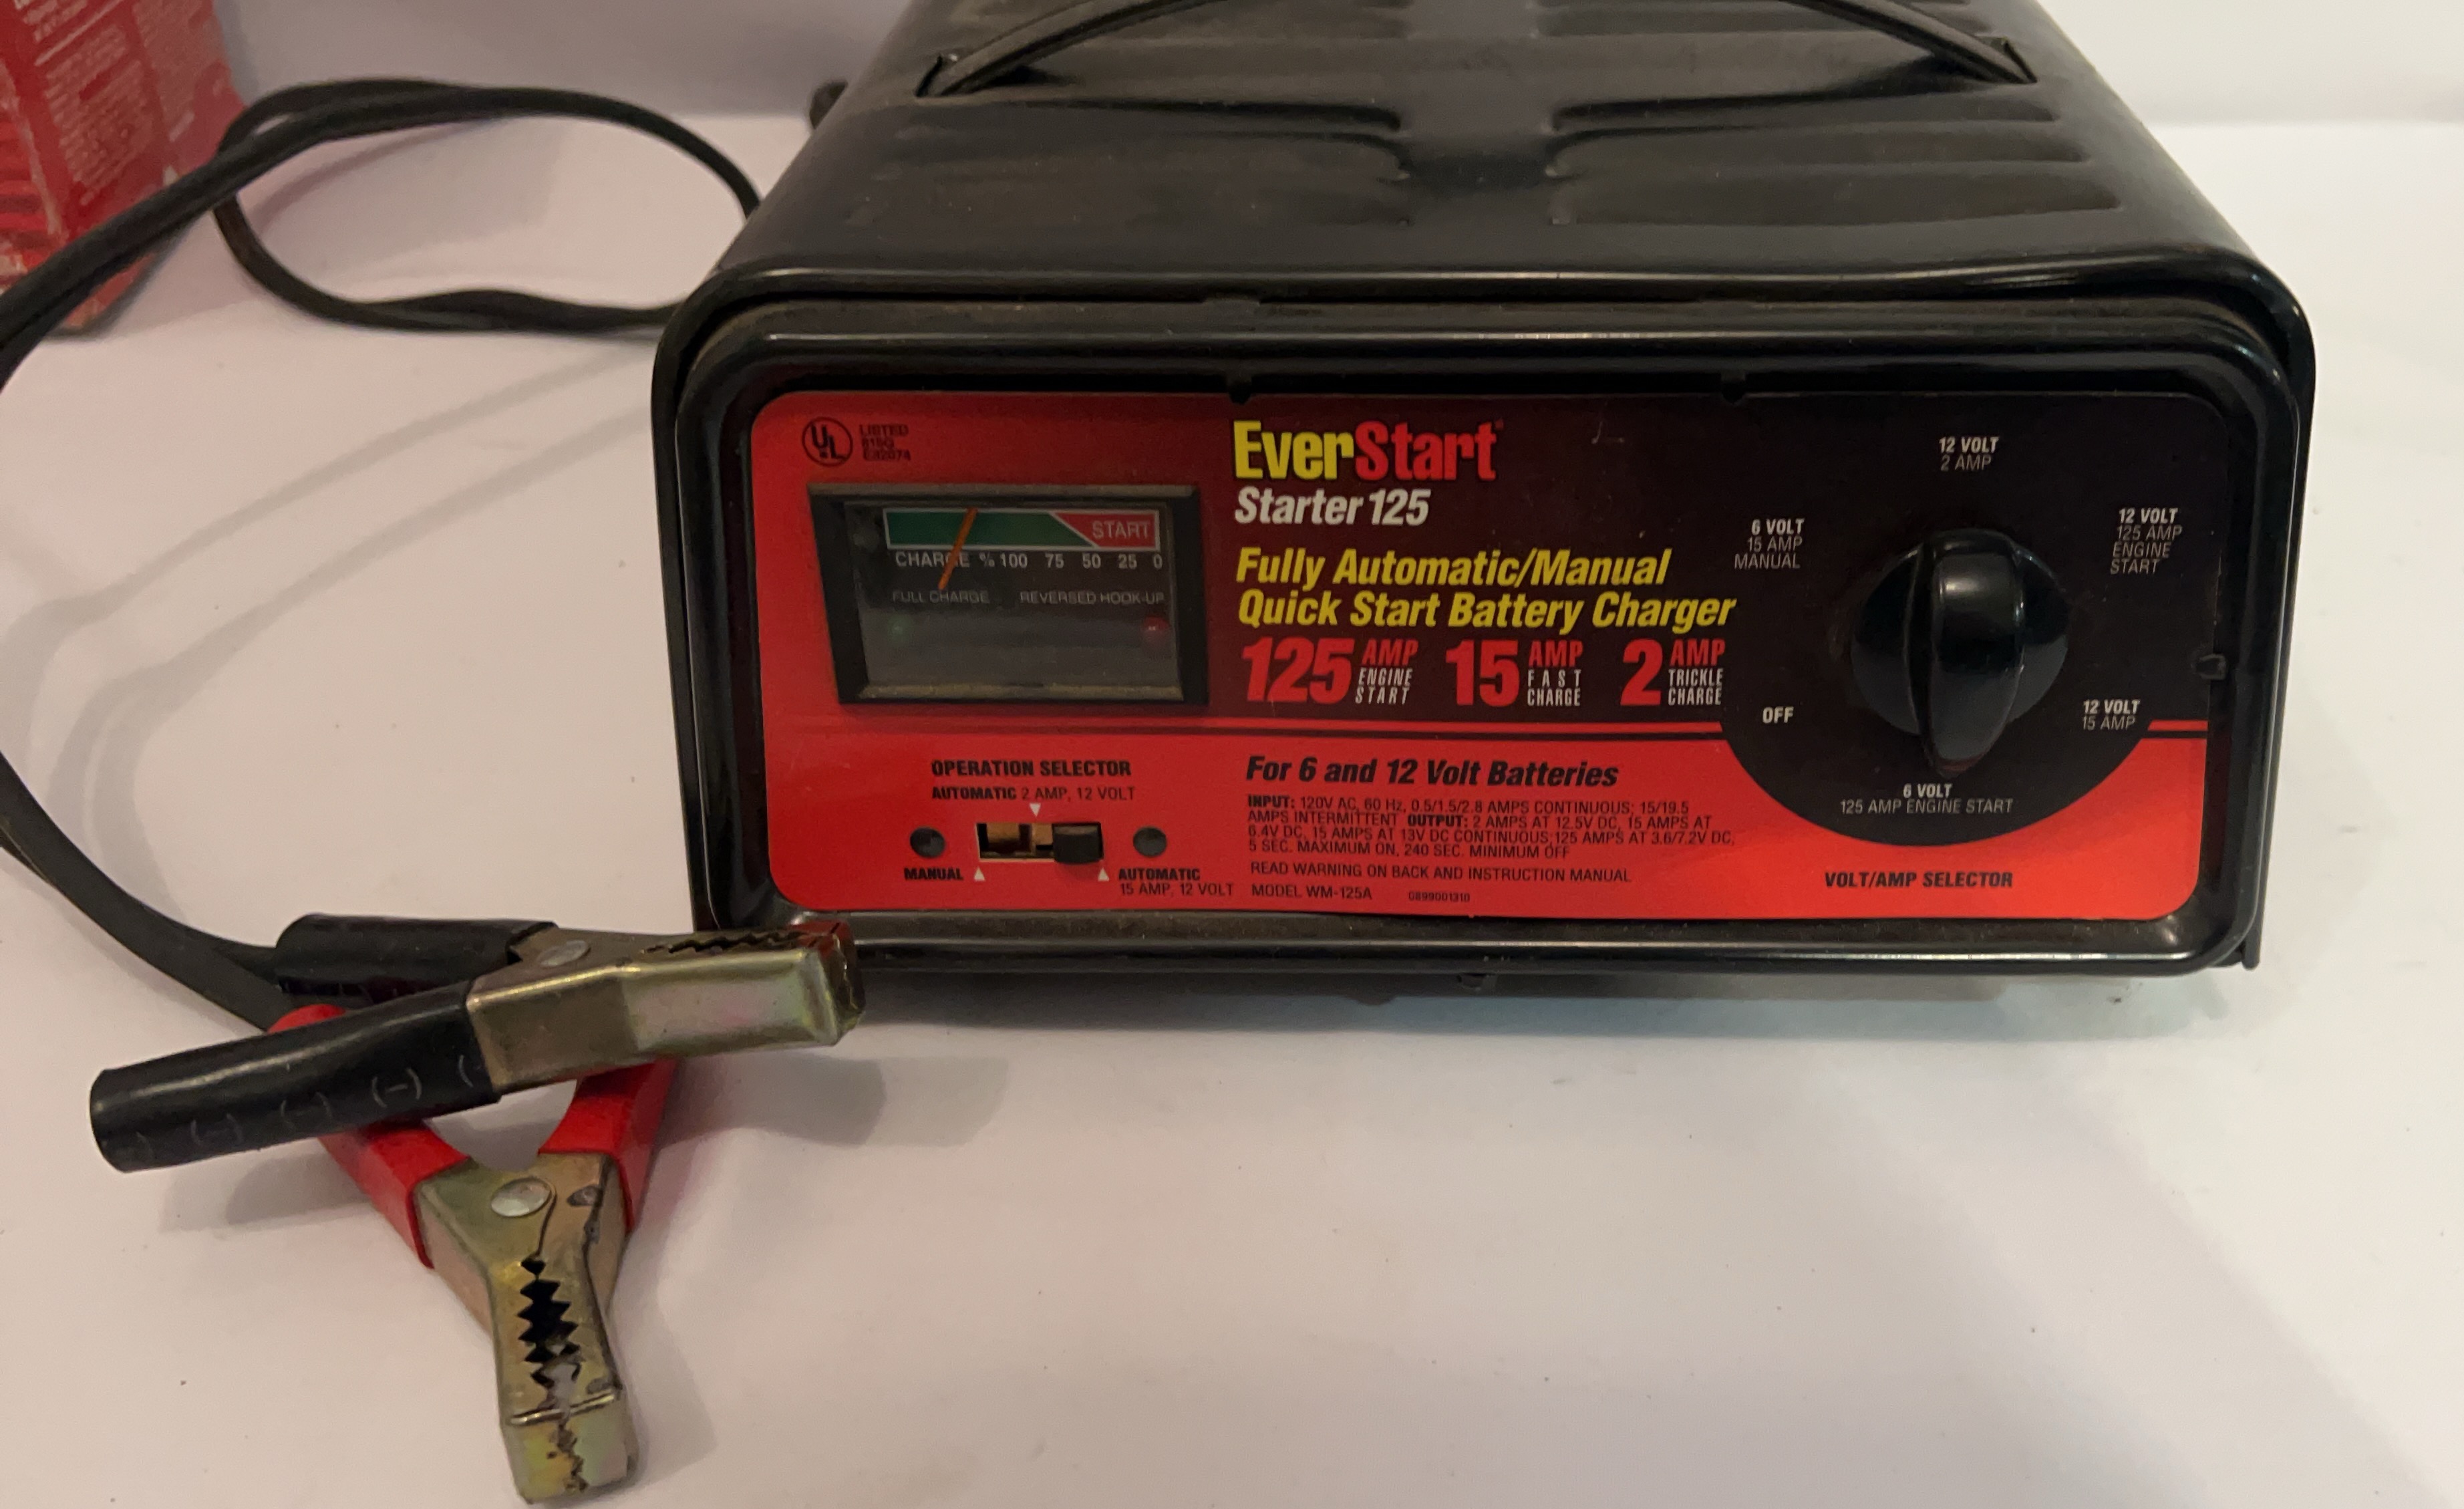 UL
LISTED
816Q
E82074
START
CHARGE % 100 75 50 25 0
FULL CHARGE REVERSED HOOK-UP
EverStart
Starter 125
Fully Automatic/Manual
Quick Start Battery Charger
125 AMP ENGINE START
15 AMP FAST CHARGE
2 AMP TRICKLE CHARGE
OPERATION SELECTOR
AUTOMATIC 2 AMP, 12 VOLT
MANUAL
AUTOMATIC
15 AMP, 12 VOLT
For 6 and 12 Volt Batteries
INPUT: 120V AC, 60 Hz, 0.5/1.5/2.8 AMPS CONTINUOUS; 15/19.5
AMPS INTERMITTENT OUTPUT: 2 AMPS AT 12.5V DC, 15 AMPS AT
6.4V DC, 15 AMPS AT 13V DC CONTINUOUS; 125 AMPS AT 3.6/7.2V DC,
5 SEC. MAXIMUM ON, 240 SEC. MINIMUM OFF
READ WARNING ON BACK AND INSTRUCTION MANUAL
MODEL WM-125A 0899001310
12 VOLT
2 AMP
6 VOLT
15 AMP
MANUAL
12 VOLT
125 AMP
ENGINE
START
OFF
12 VOLT
15 AMP
6 VOLT
125 AMP ENGINE START
VOLT/AMP SELECTOR
(-)